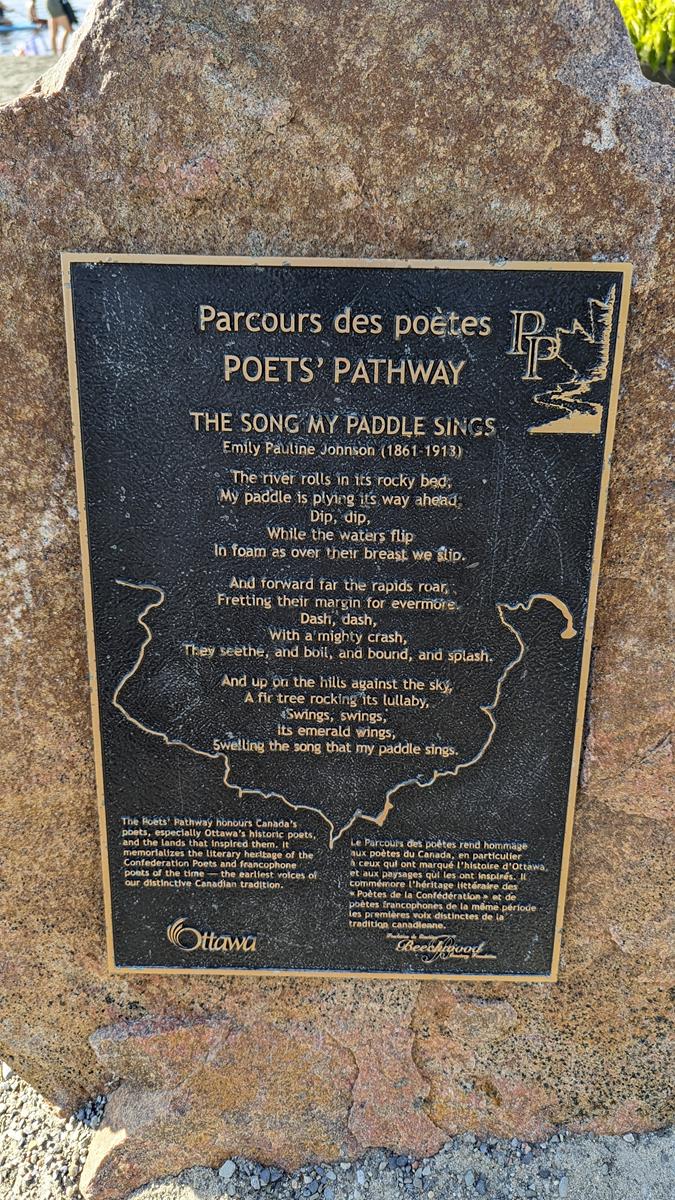 Parcours des poètes
POETS' PATHWAY
PP
THE SONG MY PADDLE SINGS
Emily Pauline Johnson (1861-1913)
The river rolls in its rocky bed;
My paddle is plying its way ahead;
Dip, dip,
While the waters flip
In foam as over their breast we slip.
And forward far the rapids roar,
Fretting their margin for evermore.
Dash, dash,
With a mighty crash,
They seethe, and boil, and bound, and splash.
And up on the hills against the sky,
A fir tree rocking its lullaby,
Swings, swings,
Its emerald wings,
Swelling the song that my paddle sings.
The Poets' Pathway honours Canada's
poets, especially Ottawa's historic poets,
and the lands that inspired them. It
memorializes the literary heritage of the
Confederation Poets and francophone
poets of the time — the earliest voices of
our distinctive Canadian tradition.
Le Parcours des poètes rend hommage
aux poètes du Canada, en particulier
à ceux qui ont marqué l'histoire d'Ottawa
et aux paysages qui les ont inspirés. Il
commémore l'héritage littéraire des
« Poètes de la Confédération » et de
poètes francophones de la même période
les premières voix distinctes de la
tradition canadienne.
Ottawa
Beechwood